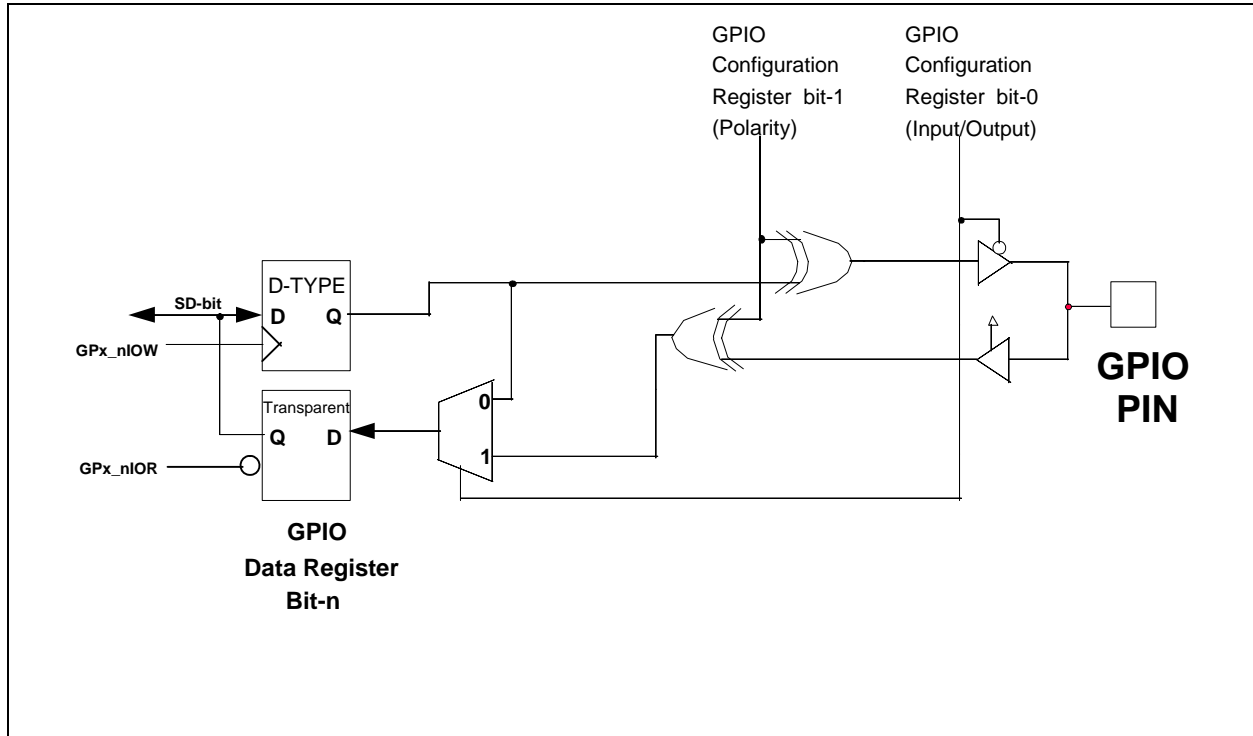 GPIO
Configuration
Register bit-1
(Polarity)
GPIO
Configuration
Register bit-0
(Input/Output)
D-TYPE
SD-bit
D Q
GPx_nIOW
Transparent
Q D
0
1
GPx_nIOR
GPIO
Data Register
Bit-n
GPIO
PIN